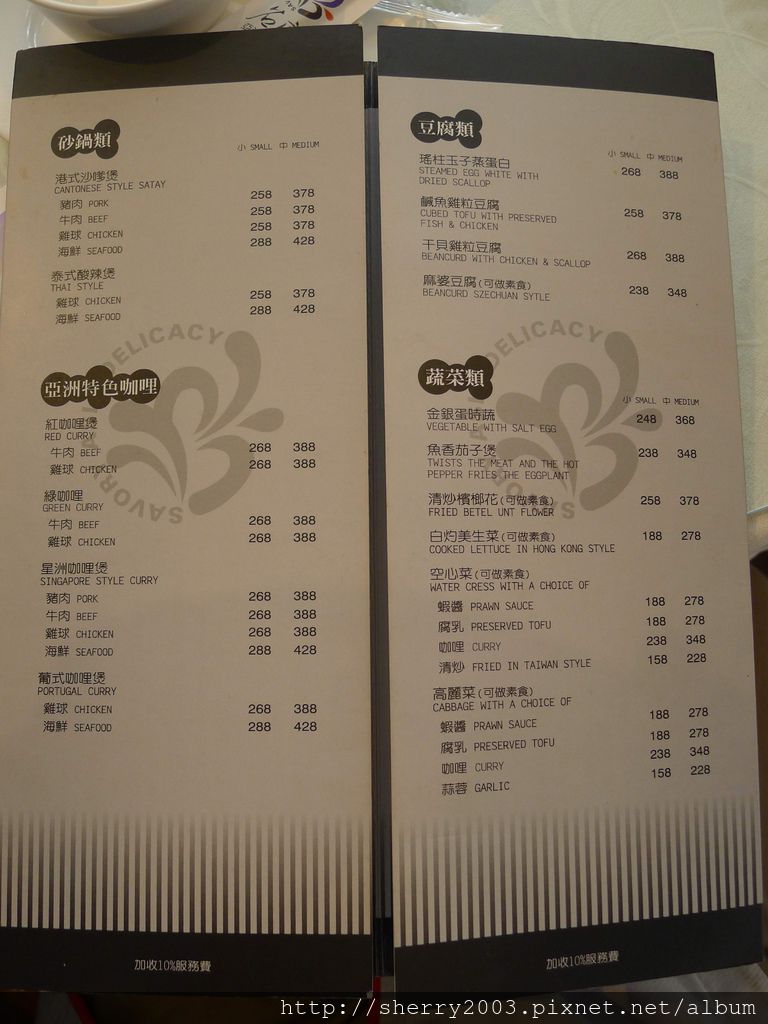 砂鍋類
小 SMALL 中 MEDIUM
港式沙嗲煲
CANTONESE STYLE SATAY
豬肉 PORK 258 378
牛肉 BEEF 258 378
雞球 CHICKEN 258 378
海鮮 SEAFOOD 288 428
泰式酸辣煲
THAI STYLE
雞球 CHICKEN 258 378
海鮮 SEAFOOD 288 428
亞洲特色咖哩
紅咖哩煲
RED CURRY
牛肉 BEEF 268 388
雞球 CHICKEN 268 388
綠咖哩
GREEN CURRY
牛肉 BEEF 268 388
雞球 CHICKEN 268 388
星洲咖哩煲
SINGAPORE STYLE CURRY
豬肉 PORK 268 388
牛肉 BEEF 268 388
雞球 CHICKEN 268 388
海鮮 SEAFOOD 288 428
葡式咖哩煲
PORTUGAL CURRY
雞球 CHICKEN 268 388
海鮮 SEAFOOD 288 428
加收10%服務費
豆腐類
小 SMALL 中 MEDIUM
瑤柱玉子蒸蛋白 268 388
STEAMED EGG WHITE WITH
DRIED SCALLOP
鹹魚雞粒豆腐 258 378
CUBED TOFU WITH PRESERVED
FISH & CHICKEN
干貝雞粒豆腐 268 388
BEANCURD WITH CHICKEN & SCALLOP
麻婆豆腐(可做素食) 238 348
BEANCURD SZECHUAN SYTLE
蔬菜類
小 SMALL 中 MEDIUM
金銀蛋時蔬 248 368
VEGETABLE WITH SALT EGG
魚香茄子煲 238 348
TWISTS THE MEAT AND THE HOT
PEPPER FRIES THE EGGPLANT
清炒檳榔花(可做素食) 258 378
FRIED BETEL UNT FLOWER
白灼美生菜(可做素食) 188 278
COOKED LETTUCE IN HONG KONG STYLE
空心菜(可做素食)
WATER CRESS WITH A CHOICE OF
蝦醬 PRAWN SAUCE 188 278
腐乳 PRESERVED TOFU 188 278
咖哩 CURRY 238 348
清炒 FRIED IN TAIWAN STYLE 158 228
高麗菜(可做素食)
CABBAGE WITH A CHOICE OF
蝦醬 PRAWN SAUCE 188 278
腐乳 PRESERVED TOFU 188 278
咖哩 CURRY 238 348
蒜蓉 GARLIC 158 228
加收10%服務費
http://sherry2003.pixnet.net/album